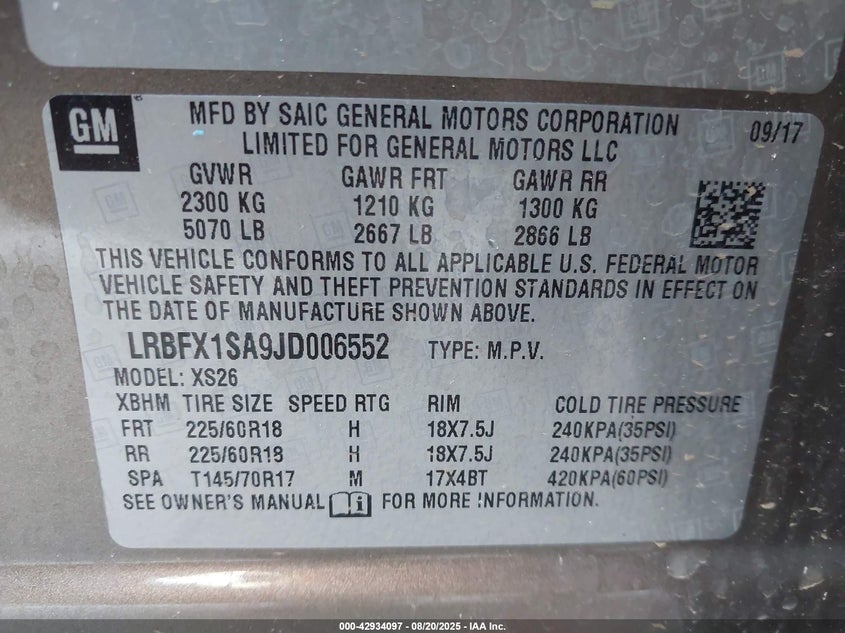 GM
MFD BY SAIC GENERAL MOTORS CORPORATION 09/17
LIMITED FOR GENERAL MOTORS LLC
GVWR GAWR FRT GAWR RR
2300 KG 1210 KG 1300 KG
5070 LB 2667 LB 2866 LB
THIS VEHICLE CONFORMS TO ALL APPLICABLE U.S. FEDERAL MOTOR
VEHICLE SAFETY AND THEFT PREVENTION STANDARDS IN EFFECT ON
THE DATE OF MANUFACTURE SHOWN ABOVE.
LRBFX1SA9JD006552 TYPE: M.P.V.
MODEL: XS26
XBHM TIRE SIZE SPEED RTG RIM COLD TIRE PRESSURE
FRT 225/60R18 H 18X7.5J 240KPA(35PSI)
RR 225/60R18 H 18X7.5J 240KPA(35PSI)
SPA T145/70R17 M 17X4BT 420KPA(60PSI)
SEE OWNER'S MANUAL FOR MORE INFORMATION.
000-42934097 - 08/20/2025 - IAA Inc.